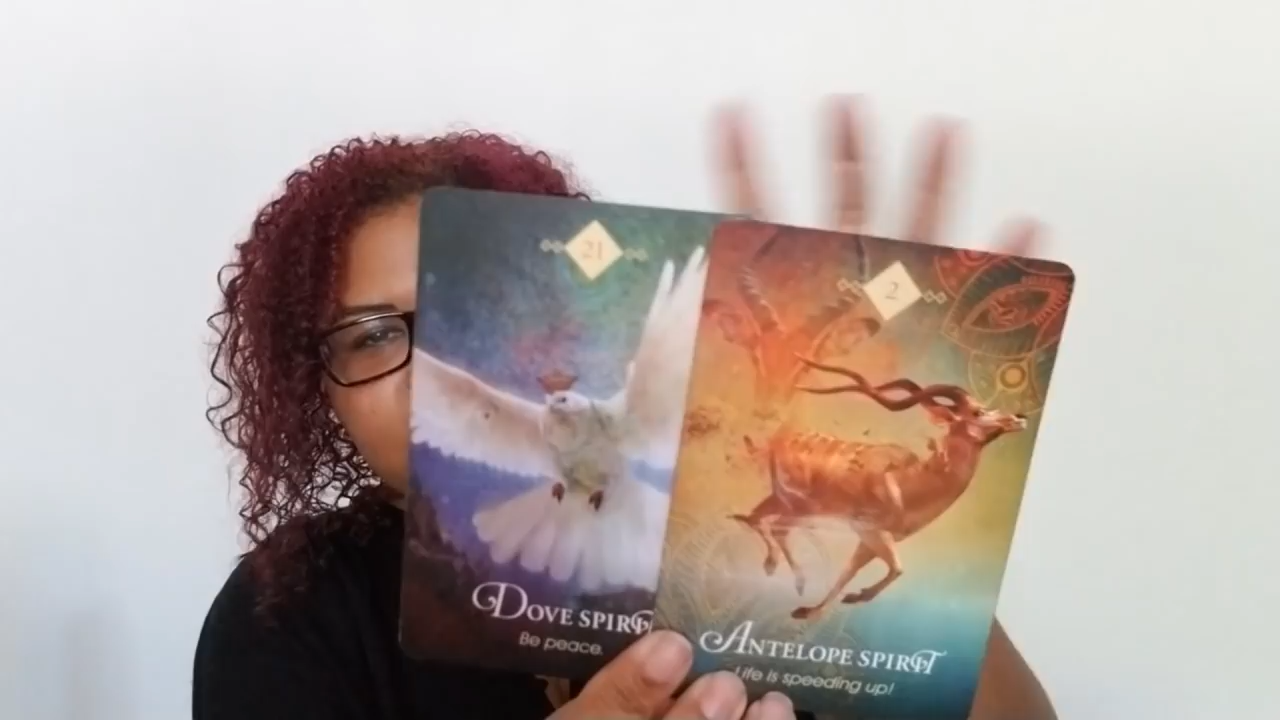 21
DOVE SPIRIT
Be peace.
2
ANTELOPE SPIRIT
Life is speeding up!